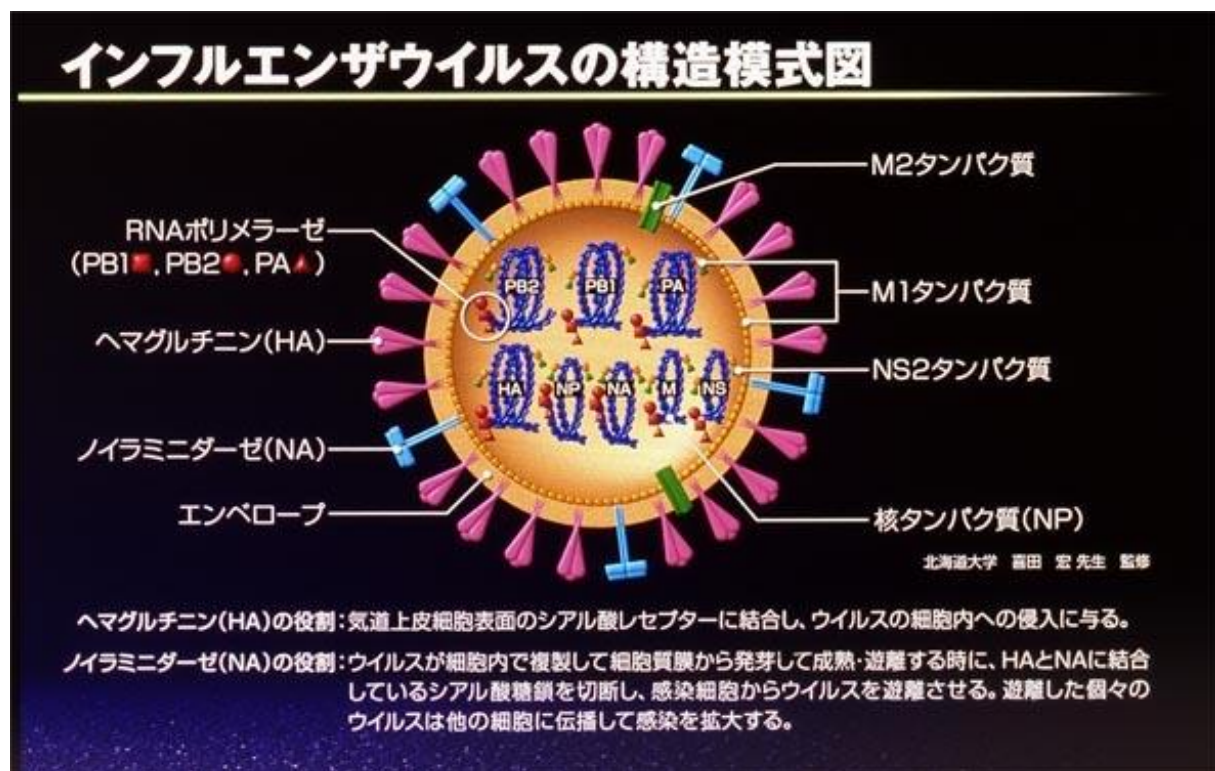 インフルエンザウイルスの構造模式図
M2タンパク質
RNAポリメラーゼ
(PB1■, PB2●, PA▲)
M1タンパク質
ヘマグルチニン(HA)
NS2タンパク質
ノイラミニダーゼ(NA)
エンベロープ
核タンパク質(NP)
PB2 PB1 PA
HA NP NA M NS
北海道大学 喜田 宏 先生 監修
ヘマグルチニン(HA)の役割:気道上皮細胞表面のシアル酸レセプターに結合し、ウイルスの細胞内への侵入に与る。
ノイラミニダーゼ(NA)の役割:ウイルスが細胞内で複製して細胞質膜から発芽して成熟・遊離する時に、HAとNAに結合
しているシアル酸糖鎖を切断し、感染細胞からウイルスを遊離させる。遊離した個々の
ウイルスは他の細胞に伝播して感染を拡大する。